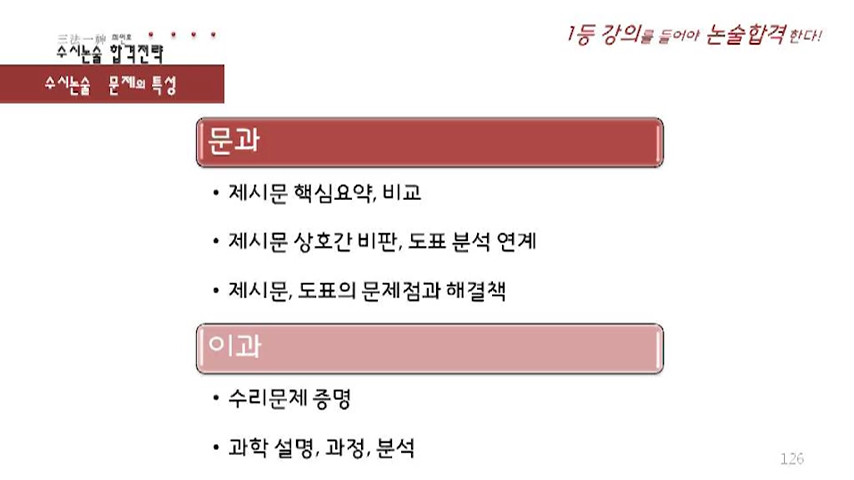 三法一神
1등 강의를 들어야 논술합격 한다!
수시논술 합격전략
수시논술 문제의 특성
문과
• 제시문 핵심요약, 비교
• 제시문 상호간 비판, 도표 분석 연계
• 제시문, 도표의 문제점과 해결책
이과
• 수리문제 증명
• 과학 설명, 과정, 분석
126